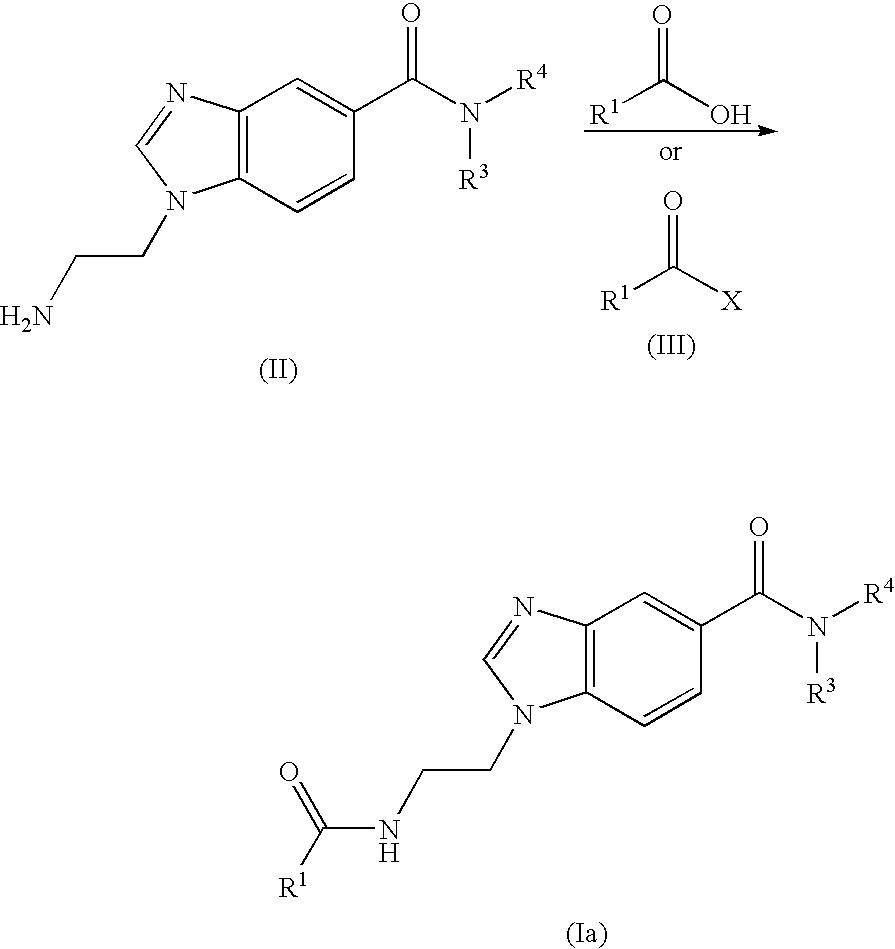 O
O
N
R⁴
N
R¹
OH
or
N
R³
O
H₂N
R¹
X
(III)
(II)
O
N
R⁴
N
N
R³
O
N
H
R¹
(Ia)